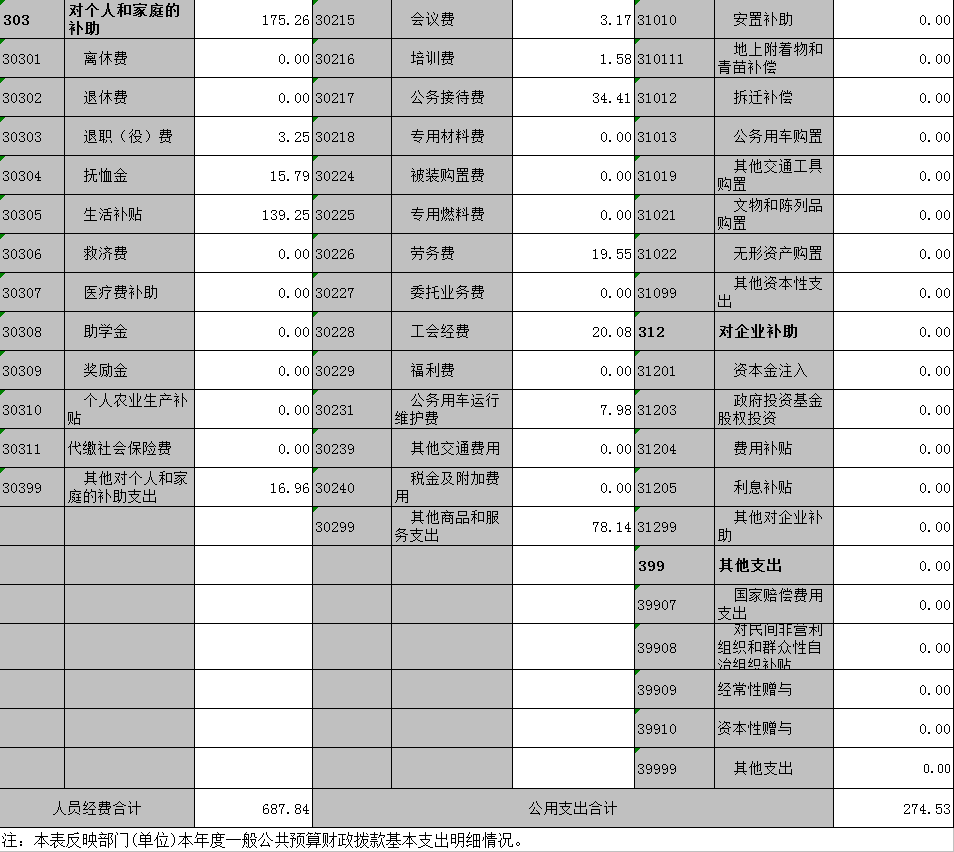 303 对个人和家庭的补助 175.26 30215 会议费 3.17 31010 安置补助 0.00
30301 离休费 0.00 30216 培训费 1.58 310111 地上附着物和青苗补偿 0.00
30302 退休费 0.00 30217 公务接待费 34.41 31012 拆迁补偿 0.00
30303 退职（役）费 3.25 30218 专用材料费 0.00 31013 公务用车购置 0.00
30304 抚恤金 15.79 30224 被装购置费 0.00 31019 其他交通工具购置 0.00
30305 生活补贴 139.25 30225 专用燃料费 0.00 31021 文物和陈列品购置 0.00
30306 救济费 0.00 30226 劳务费 19.55 31022 无形资产购置 0.00
30307 医疗费补助 0.00 30227 委托业务费 0.00 31099 其他资本性支出 0.00
30308 助学金 0.00 30228 工会经费 20.08 312 对企业补助 0.00
30309 奖励金 0.00 30229 福利费 0.00 31201 资本金注入 0.00
30310 个人农业生产补贴 0.00 30231 公务用车运行维护费 7.98 31203 政府投资基金股权投资 0.00
30311 代缴社会保险费 0.00 30239 其他交通费用 0.00 31204 费用补贴 0.00
30399 其他对个人和家庭的补助支出 16.96 30240 税金及附加费用 0.00 31205 利息补贴 0.00
30299 其他商品和服务支出 78.14 31299 其他对企业补助 0.00
399 其他支出 0.00
39907 国家赔偿费用支出 0.00
39908 对民间非营利组织和群众性自治组织补贴 0.00
39909 经常性赠与 0.00
39910 资本性赠与 0.00
39999 其他支出 0.00
人员经费合计 687.84 公用支出合计 274.53
注：本表反映部门(单位)本年度一般公共预算财政拨款基本支出明细情况。